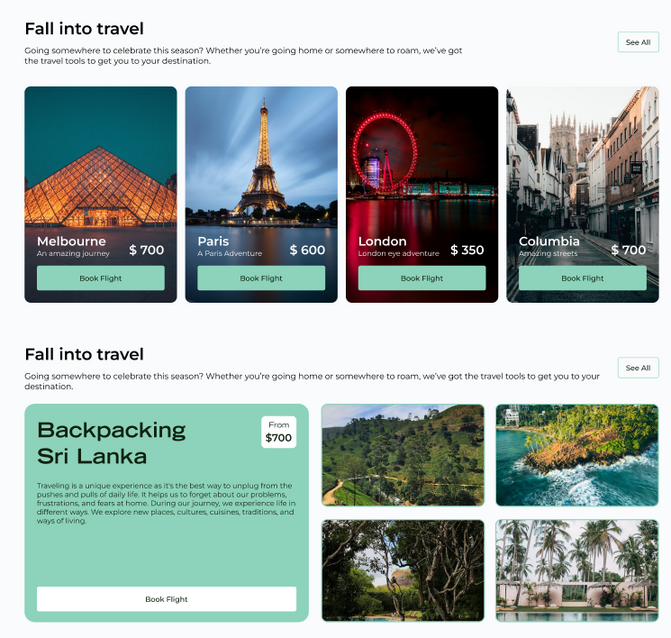 Fall into travel
Going somewhere to celebrate this season? Whether you're going home or somewhere to roam, we've got
the travel tools to get you to your destination.
See All
Melbourne
An amazing journey
$ 700
Book Flight
Paris
A Paris Adventure
$ 600
Book Flight
London
London eye adventure
$ 350
Book Flight
Columbia
Amazing streets
$ 700
Book Flight
Fall into travel
Going somewhere to celebrate this season? Whether you're going home or somewhere to roam, we've got the travel tools to get you to your
destination.
See All
Backpacking
Sri Lanka
From
$700
Traveling is a unique experience as it's the best way to unplug from the
pushes and pulls of daily life. It helps us to forget about our problems,
frustrations, and fears at home. During our journey, we experience life in
different ways. We explore new places, cultures, cuisines, traditions, and
ways of living.
Book Flight